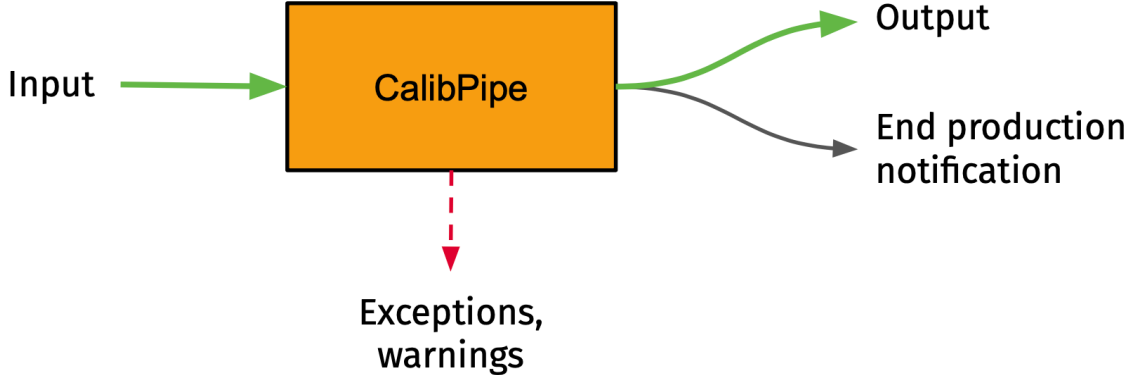 Input
CalibPipe
Output
End production
notification
Exceptions,
warnings